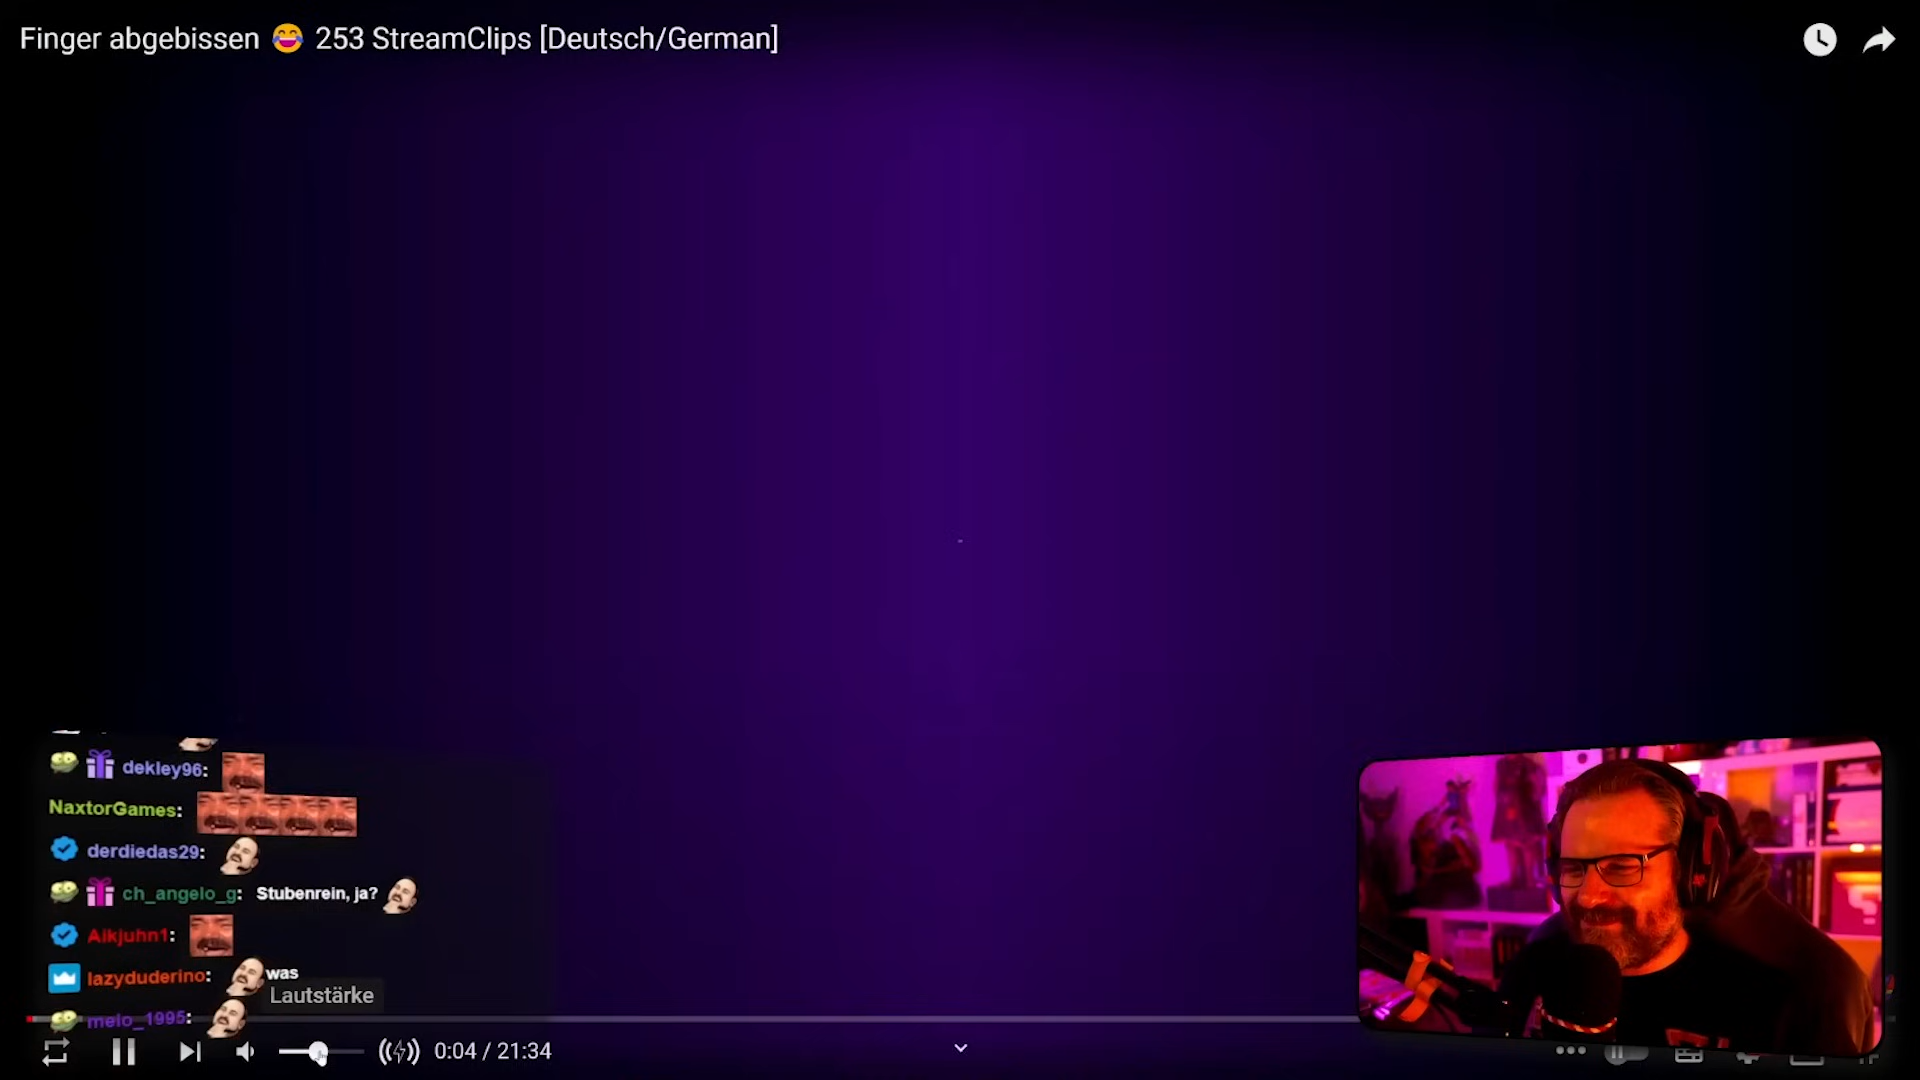 Finger abgebissen 😂 253 StreamClips [Deutsch/German]
dekley96:
NaxtorGames:
derdiedas29:
ch_angelo_g: Stubenrein, ja?
Aikjuhn1:
lazyduderino: was
Lautstärke
melo_1995:
0:04 / 21:34